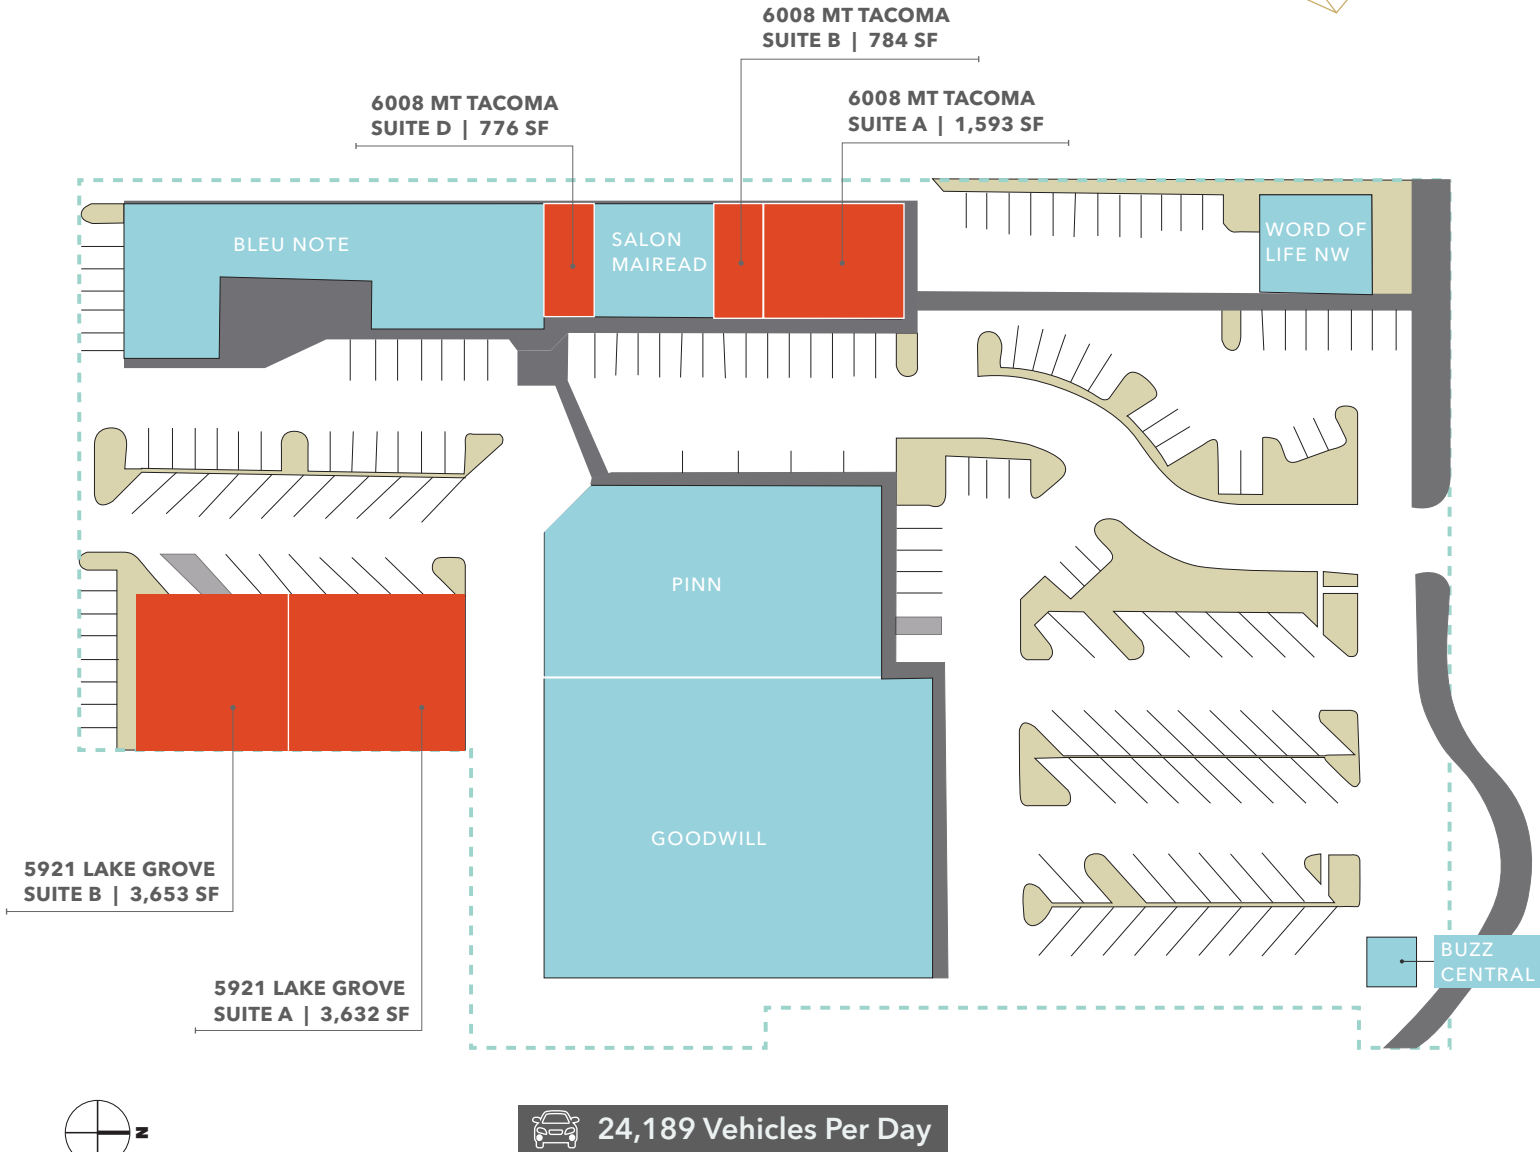 6008 MT TACOMA
SUITE B | 784 SF
6008 MT TACOMA
SUITE D | 776 SF
6008 MT TACOMA
SUITE A | 1,593 SF
BLEU NOTE
SALON
MAIREAD
WORD OF
LIFE NW
PINN
GOODWILL
5921 LAKE GROVE
SUITE B | 3,653 SF
5921 LAKE GROVE
SUITE A | 3,632 SF
BUZZ
CENTRAL
N
24,189 Vehicles Per Day